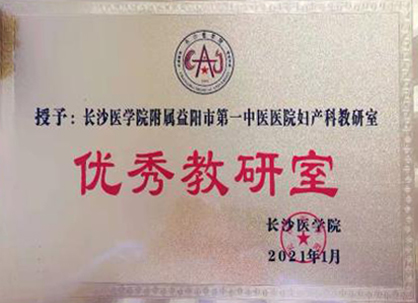 授予：长沙医学院附属益阳市第一中医医院妇产科教研室
优秀教研室
长沙医学院
2021年1月